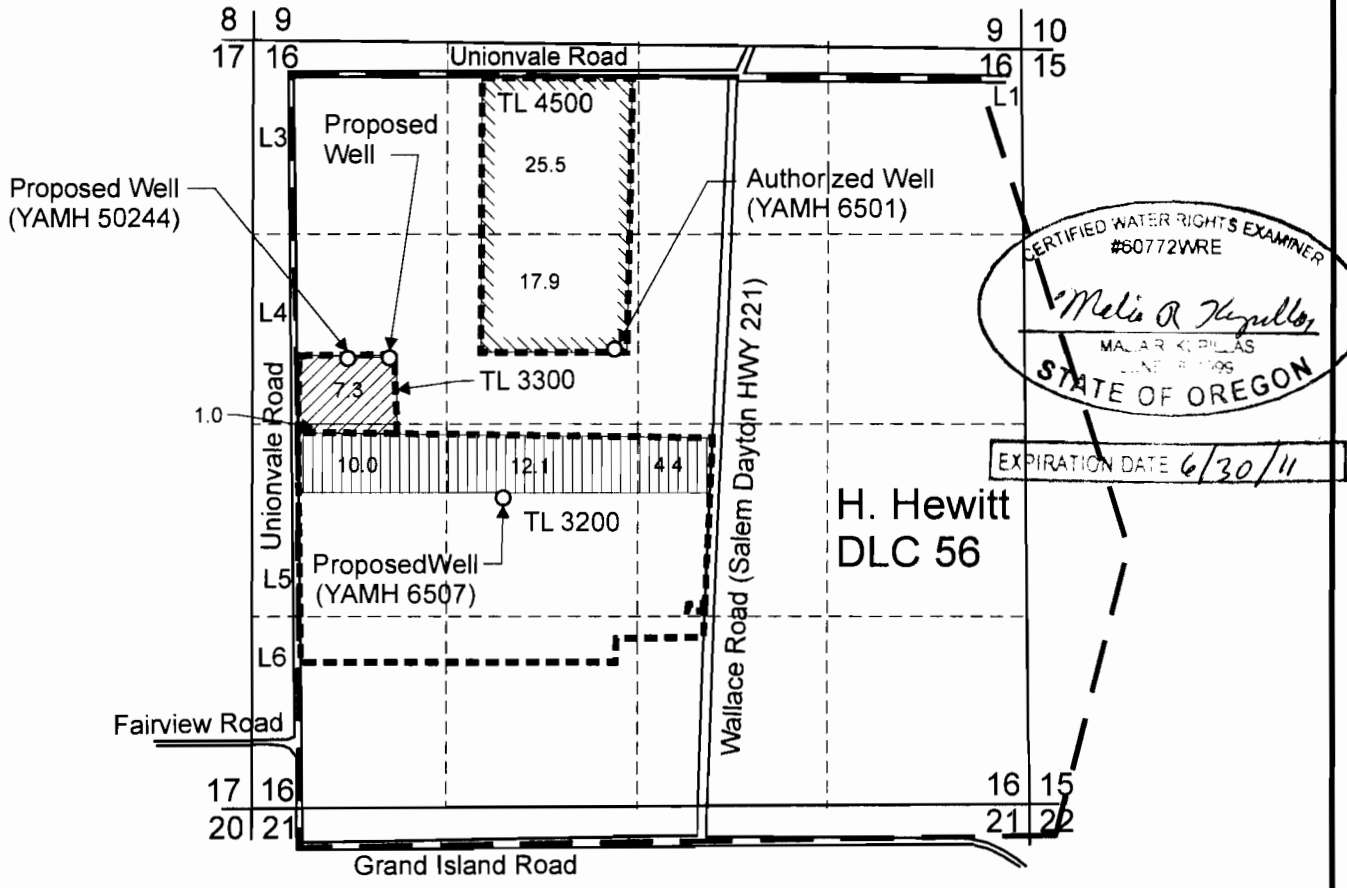 8 9
17 16
9 10
16 15
Unionvale Road
L1
TL 4500
L3
Proposed
Well
25.5
Proposed Well
(YAMH 50244)
Authorized Well
(YAMH 6501)
CERTIFIED WATER RIGHTS EXAMINER
#60772WRE
17.9
L4
STATE OF OREGON
7.3
TL 3300
1.0
10.0
12.1
4.4
EXPIRATION DATE 6/30/11
Unionvale Road
Wallace Road (Salem Dayton HWY 221)
H. Hewitt
DLC 56
TL 3200
ProposedWell
(YAMH 6507)
L5
L6
Fairview Road
17 16
20 21
16 15
21 22
Grand Island Road